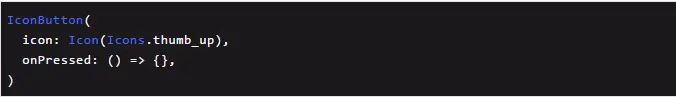 IconButton(
  icon: Icon(Icons.thumb_up),
  onPressed: () => {},
)